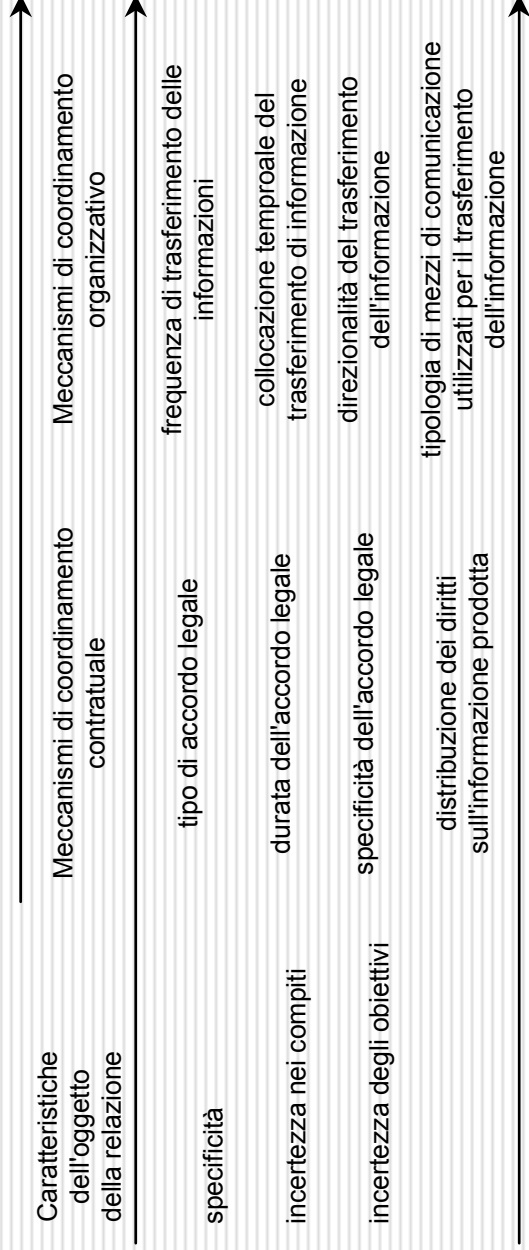 Caratteristiche
dell'oggetto
della relazione
Meccanismi di coordinamento
contratuale
Meccanismi di coordinamento
organizzativo
specificità
tipo di accordo legale
frequenza di trasferimento delle
informazioni
incertezza nei compiti
durata dell'accordo legale
collocazione temproale del
trasferimento di informazione
incertezza degli obiettivi
specificità dell'accordo legale
direzionalità del trasferimento
dell'informazione
distribuzione dei diritti
sull'informazione prodotta
tipologia di mezzi di comunicazione
utilizzati per il trasferimento
dell'informazione